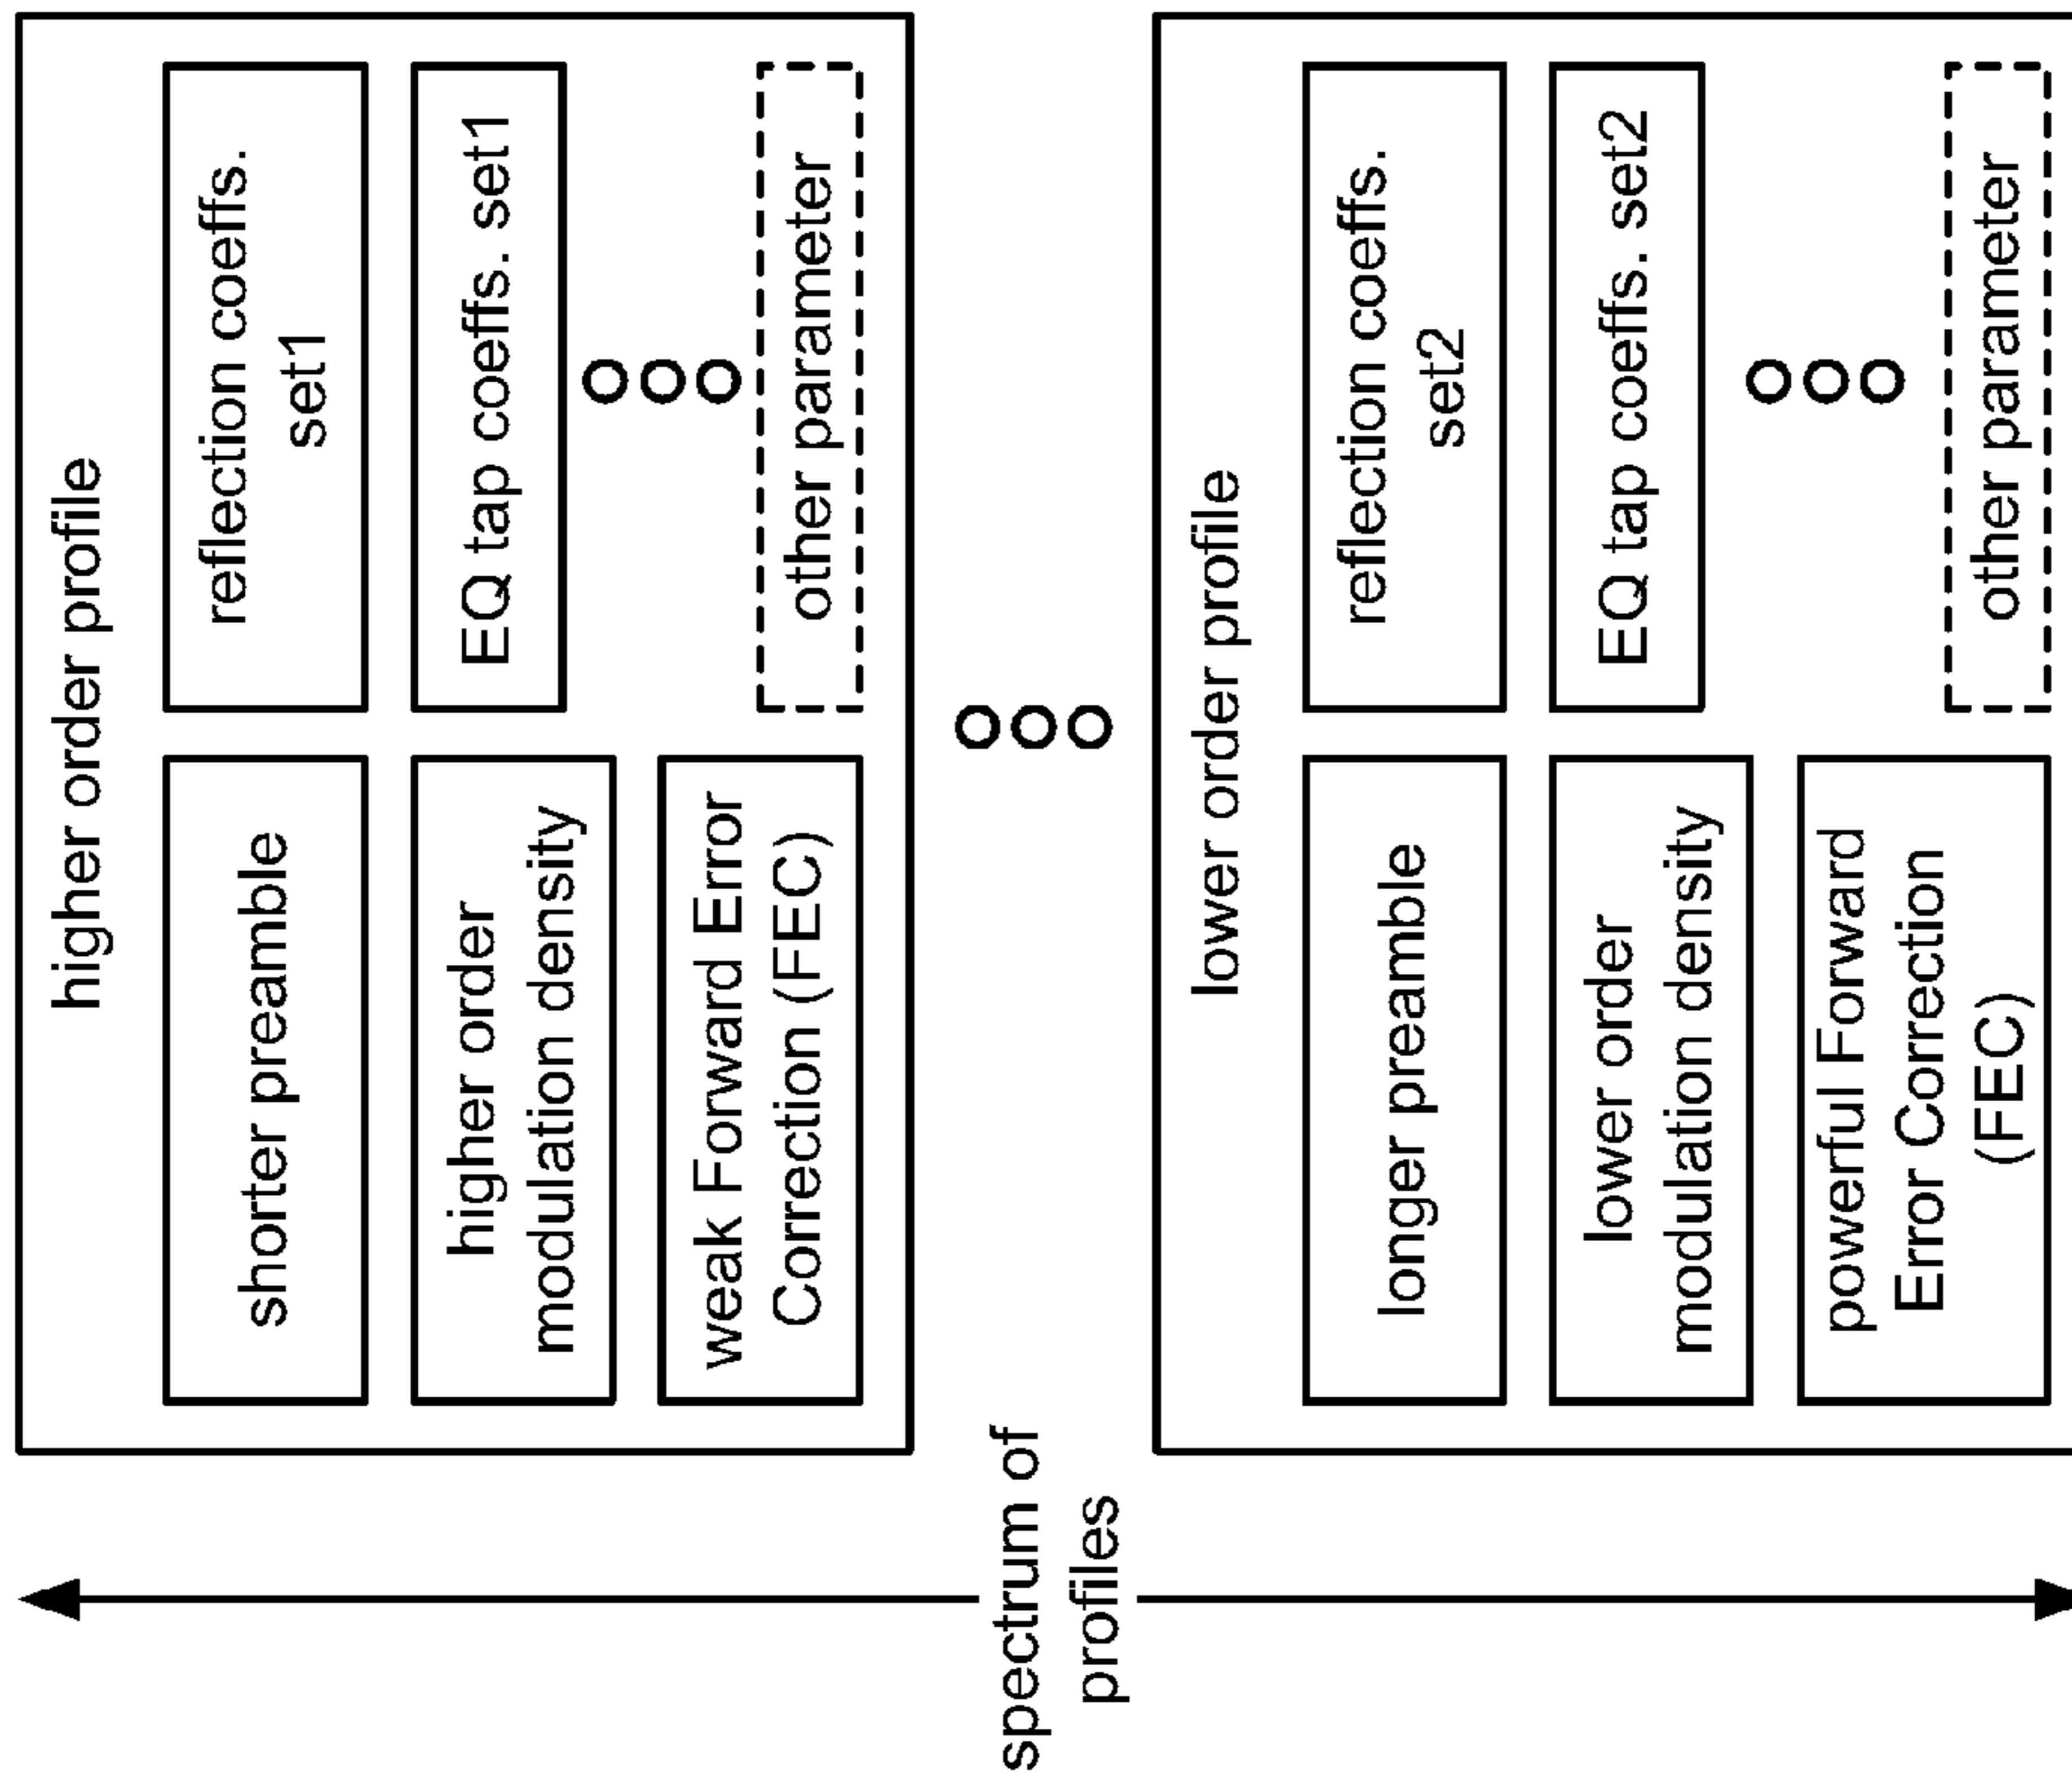 higher order profile
shorter preamble
higher order
modulation density
weak Forward Error
Correction (FEC)
reflection coeffs.
set1
EQ tap coeffs. set1
other parameter
spectrum of
profiles
lower order profile
longer preamble
lower order
modulation density
powerful Forward
Error Correction
(FEC)
reflection coeffs.
set2
EQ tap coeffs. set2
other parameter